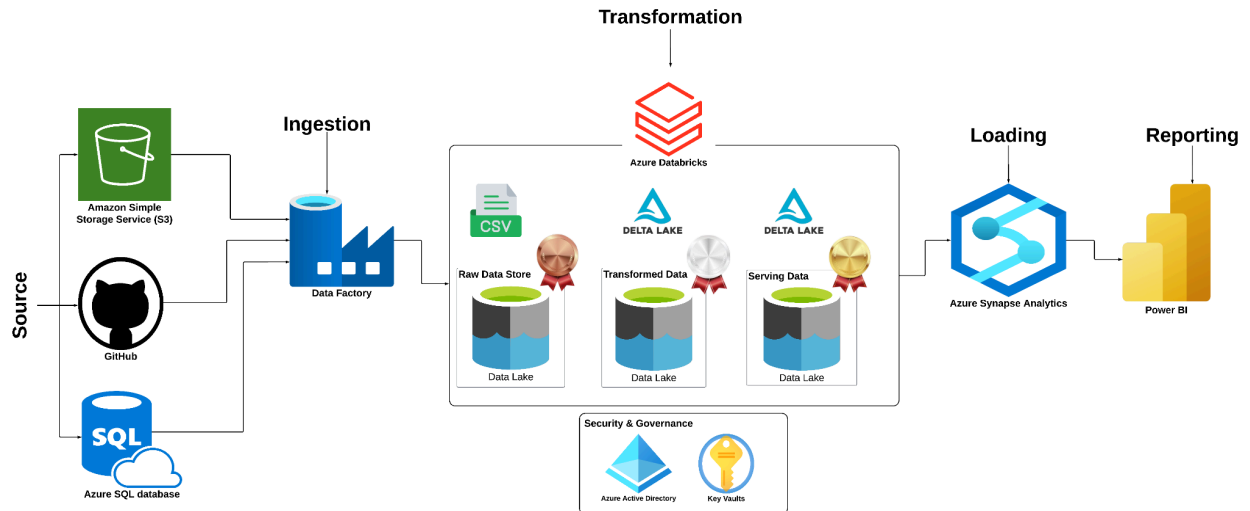 Transformation
Ingestion
Loading
Reporting
Source
Amazon Simple
Storage Service (S3)
GitHub
SQL
Azure SQL database
Data Factory
Azure Databricks
CSV
DELTA LAKE
DELTA LAKE
Raw Data Store
Transformed Data
Serving Data
Data Lake
Data Lake
Data Lake
Azure Synapse Analytics
Power BI
Security & Governance
Azure Active Directory
Key Vaults